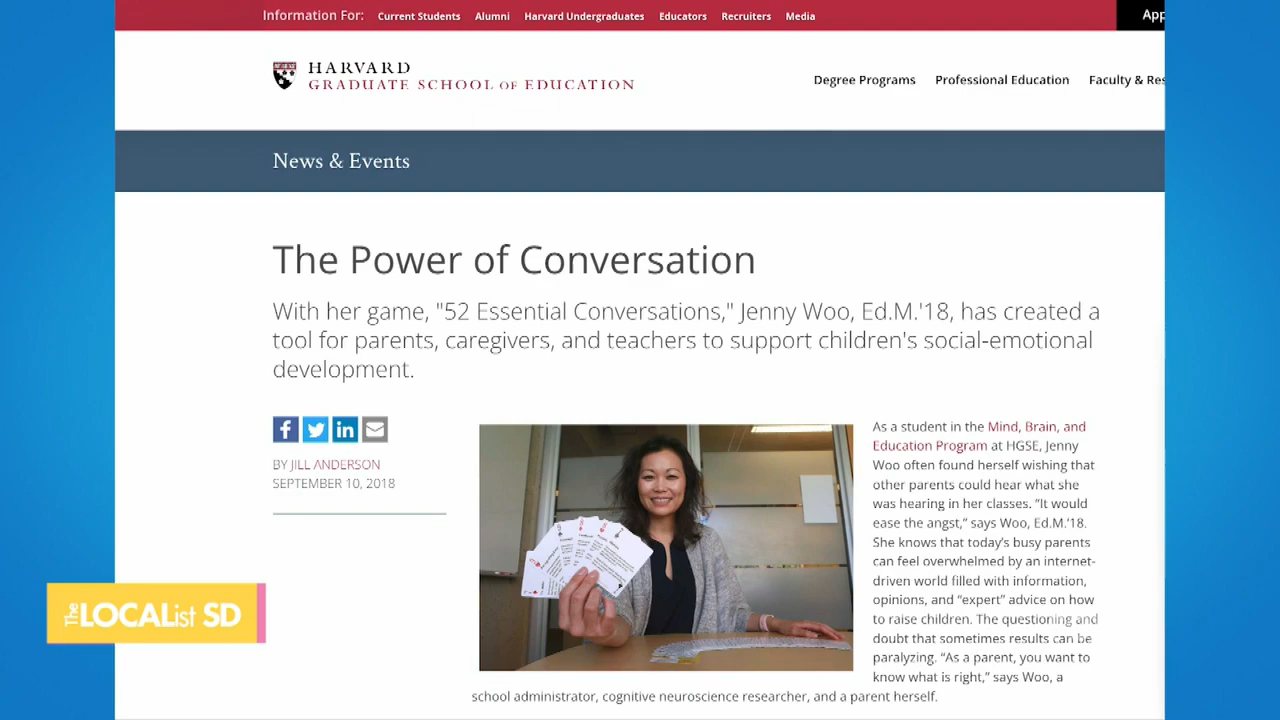 Information For: Current Students Alumni Harvard Undergraduates Educators Recruiters Media App
HARVARD
GRADUATE SCHOOL OF EDUCATION
Degree Programs Professional Education Faculty & Res
News & Events
The Power of Conversation
With her game, "52 Essential Conversations," Jenny Woo, Ed.M.'18, has created a
tool for parents, caregivers, and teachers to support children's social-emotional
development.
BY JILL ANDERSON
SEPTEMBER 10, 2018
As a student in the Mind, Brain, and
Education Program at HGSE, Jenny
Woo often found herself wishing that
other parents could hear what she
was hearing in her classes. “It would
ease the angst,” says Woo, Ed.M.’18.
She knows that today’s busy parents
can feel overwhelmed by an internet-
driven world filled with information,
opinions, and “expert” advice on how
to raise children. The questioning and
doubt that sometimes results can be
paralyzing. “As a parent, you want to
know what is right,” says Woo, a
school administrator, cognitive neuroscience researcher, and a parent herself.
The LOCAList SD